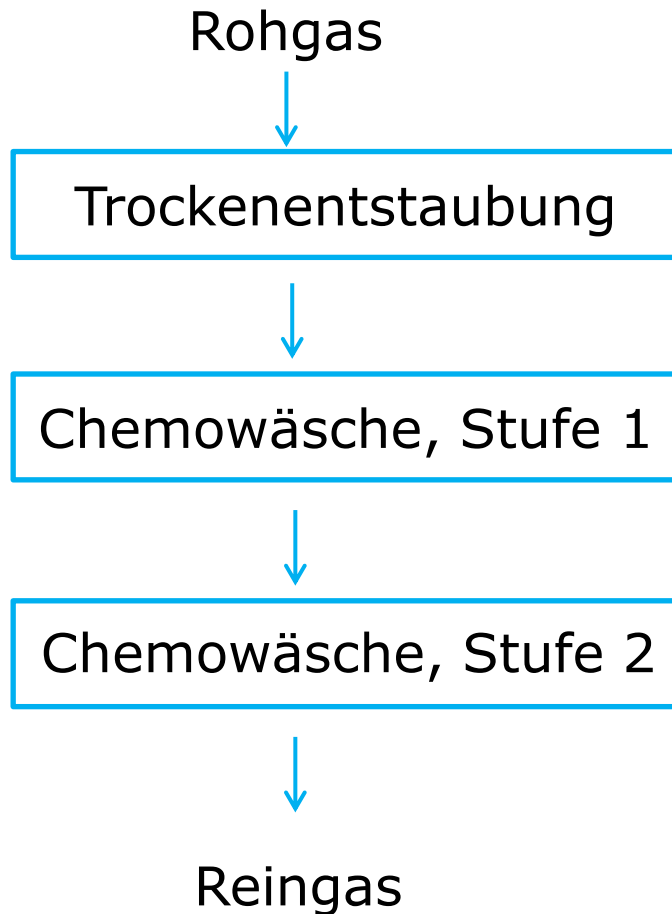 Rohgas
Trockenentstaubung
Chemowäsche, Stufe 1
Chemowäsche, Stufe 2
Reingas